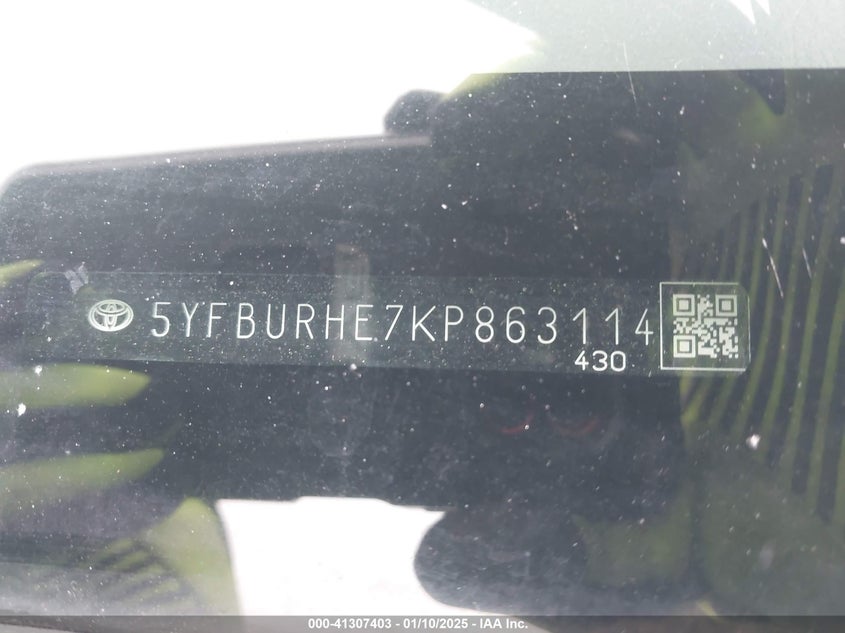 5YFBURHE7KP863114
430
000-41307403 — 01/10/2025 — IAA Inc.